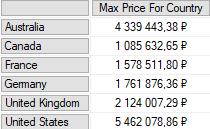 Max Price For Country
Australia 4 339 443,38 ₽
Canada 1 085 632,65 ₽
France 1 578 511,80 ₽
Germany 1 761 876,36 ₽
United Kingdom 2 124 007,29 ₽
United States 5 462 078,86 ₽